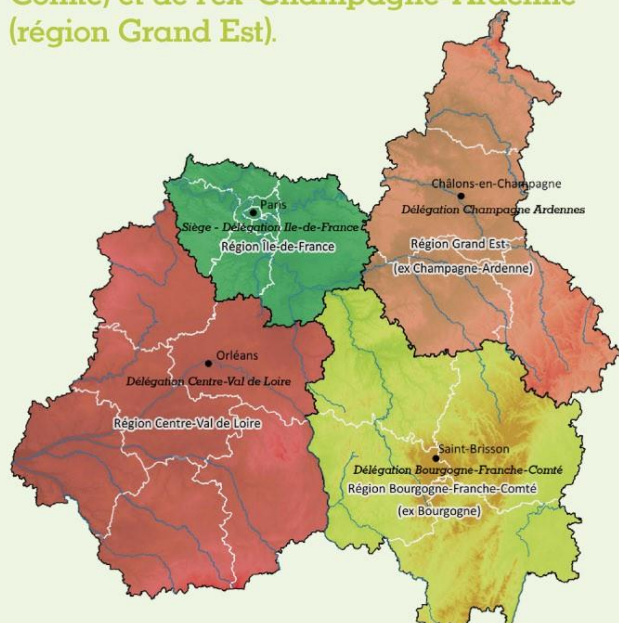 Comté) et de l'ex-Champagne-Ardenne
(région Grand Est).
Châlons-en-Champagne
Délégation Champagne Ardennes
Paris
Siège - Délégation Ile-de-France
Région Île-de-France
Région Grand Est
(ex Champagne-Ardenne)
Orléans
Délégation Centre-Val de Loire
Région Centre-Val de Loire
Saint-Brisson
Délégation Bourgogne-Franche-Comté
Région Bourgogne-Franche-Comté
(ex Bourgogne)